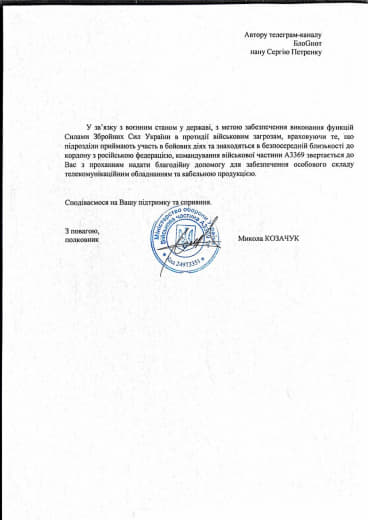 Автору телеграм-каналу
БлоGнот
пану Сергію Петренку
У зв’язку з воєнним станом у державі, з метою забезпечення виконання функцій
Силами Збройних Сил України в протидії військовим загрозам, враховуючи те, що
підрозділи приймають участь в бойових діях та знаходяться в безпосередній близькості до
кордону з російською федерацією, командування військової частини А3369 звертається до
Вас з проханням надати благодійну допомогу для забезпечення особового складу
телекомунікаційним обладнанням та кабельною продукцією.
Сподіваємося на Вашу підтримку та сприяння.
З повагою,
полковник
Микола КОЗАЧУК
Міністерство оборони України
Військова частина А3369